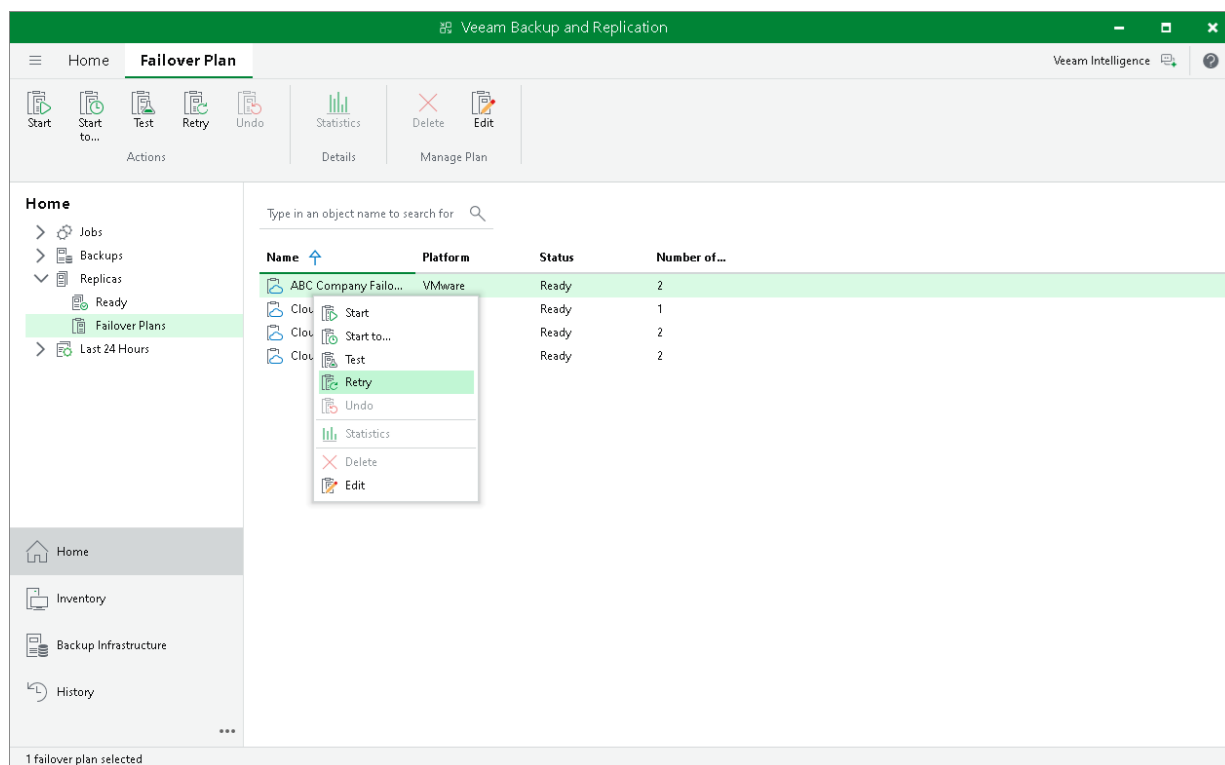 Veeam Backup and Replication
Home Failover Plan Veeam Intelligence
Start Start to... Test Retry Undo Statistics Delete Edit
Actions Details Manage Plan
Home
Jobs
Backups
Replicas
Ready
Failover Plans
Last 24 Hours
Type in an object name to search for
Name Platform Status Number of...
ABC Company Failo... VMware Ready 2
Clou Ready 1
Clou Ready 2
Clou Ready 2
Start
Start to...
Test
Retry
Undo
Statistics
Delete
Edit
Home
Inventory
Backup Infrastructure
History
1 failover plan selected